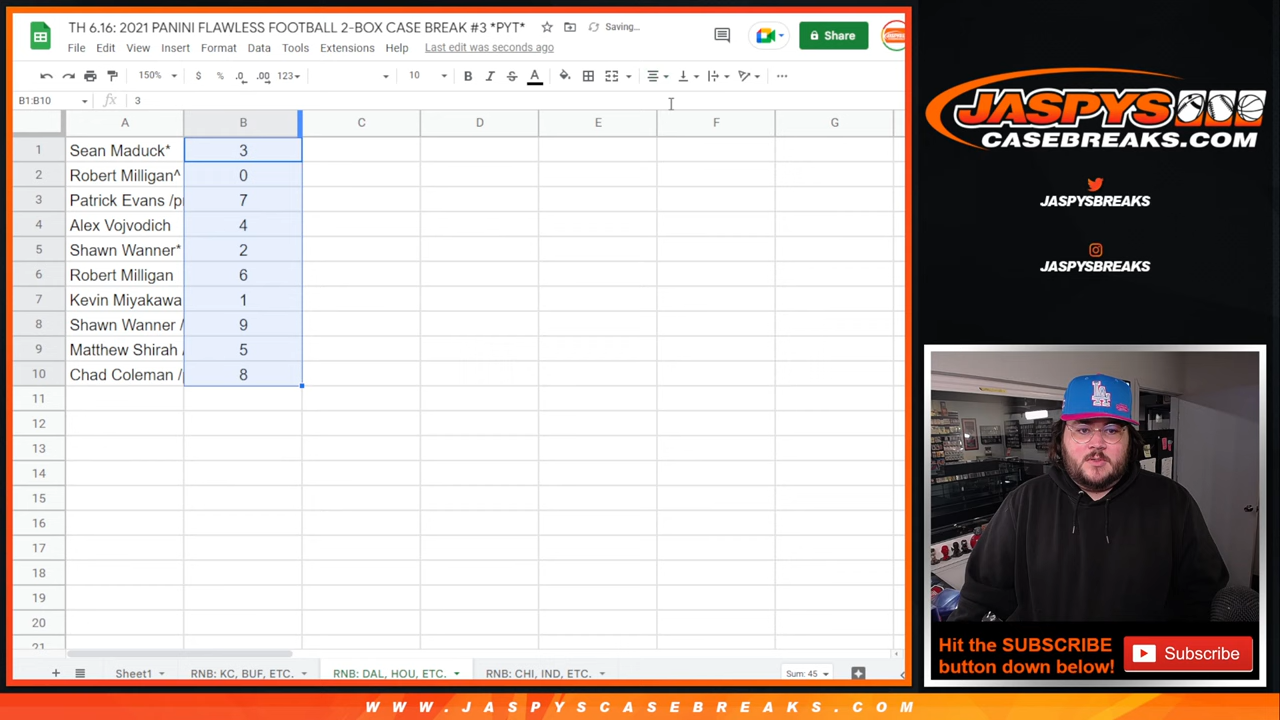 TH 6.16: 2021 PANINI FLAWLESS FOOTBALL 2-BOX CASE BREAK #3 *PYT*
Saving...
File Edit View Insert Format Data Tools Extensions Help Last edit was seconds ago
Share
150% $ % .0 .00 123 10 B I S A
B1:B10 fx 3
A B C D E F G
1 Sean Maduck* 3
2 Robert Milligan^ 0
3 Patrick Evans /p 7
4 Alex Vojvodich 4
5 Shawn Wanner* 2
6 Robert Milligan 6
7 Kevin Miyakawa 1
8 Shawn Wanner / 9
9 Matthew Shirah 5
10 Chad Coleman / 8
11
12
13
14
15
16
17
18
19
20
21
Sheet1 RNB: KC, BUF, ETC. RNB: DAL, HOU, ETC. RNB: CHI, IND, ETC. Sum: 45
JASPYS
CASEBREAKS.COM
JASPYSBREAKS
JASPYSBREAKS
LA
Hit the SUBSCRIBE
button down below!
Subscribe
WWW.JASPYSCASEBREAKS.COM